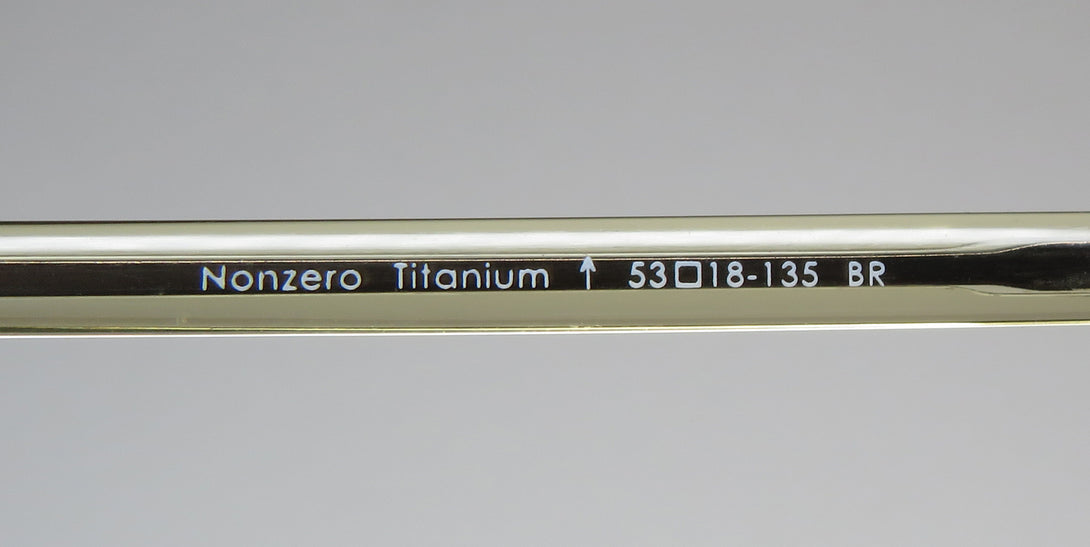 Nonzero Titanium ↑ 53□18-135 BR